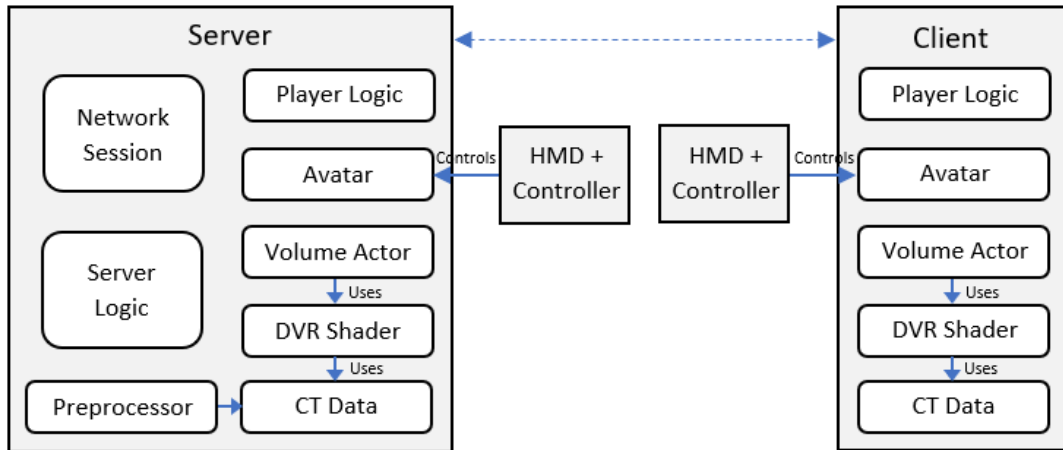 Server
Network
Session
Server
Logic
Preprocessor
Player Logic
Avatar
Volume Actor
Uses
DVR Shader
Uses
CT Data
Controls
HMD +
Controller
HMD +
Controller
Controls
Client
Player Logic
Avatar
Volume Actor
Uses
DVR Shader
Uses
CT Data